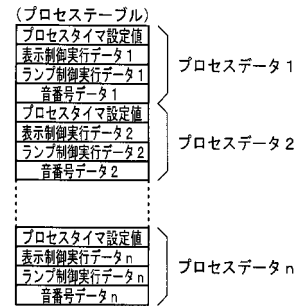 (プロセステーブル)
プロセスタイマ設定値
表示制御実行データ1
ランプ制御実行データ1
音番号データ1
プロセスデータ1
プロセスタイマ設定値
表示制御実行データ2
ランプ制御実行データ2
音番号データ2
プロセスデータ2
プロセスタイマ設定値
表示制御実行データn
ランプ制御実行データn
音番号データn
プロセスデータn